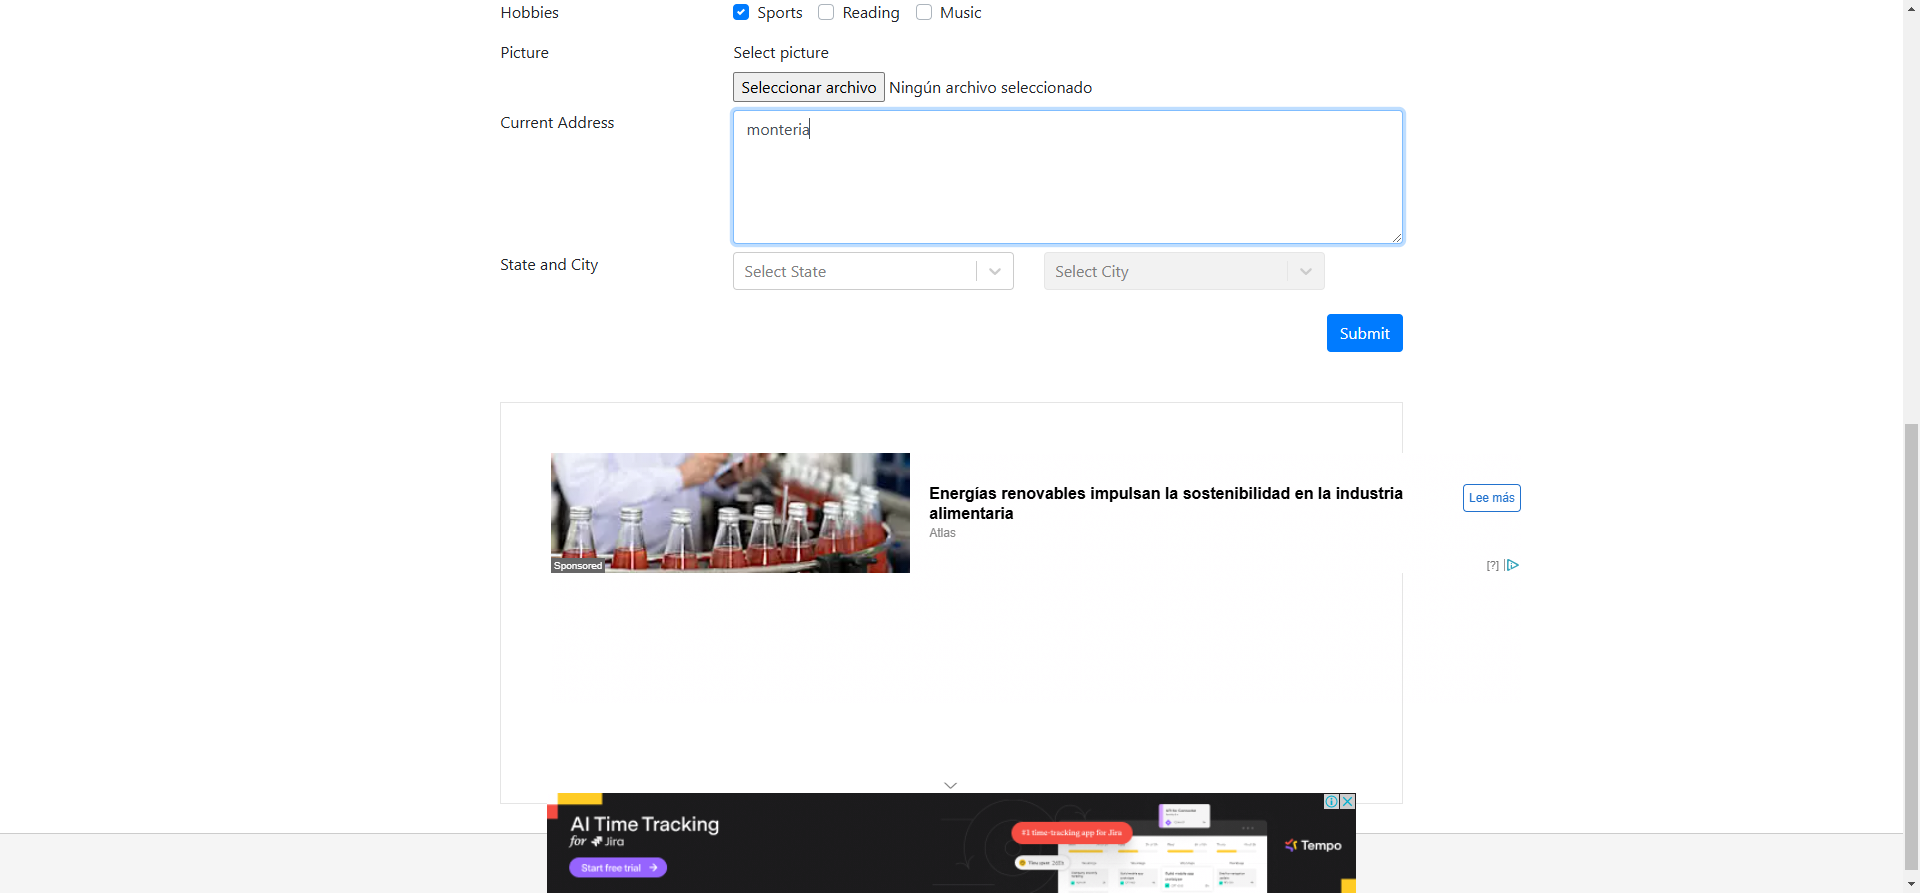 Hobbies Sports Reading Music
Picture Select picture
Seleccionar archivo Ningún archivo seleccionado
Current Address monteria
State and City Select State Select City
Submit
Energías renovables impulsan la sostenibilidad en la industria
alimentaria
Atlas
Lee más
Sponsored
[?]
AI Time Tracking
for Jira
Start free trial
#1 time-tracking app for Jira
Tempo